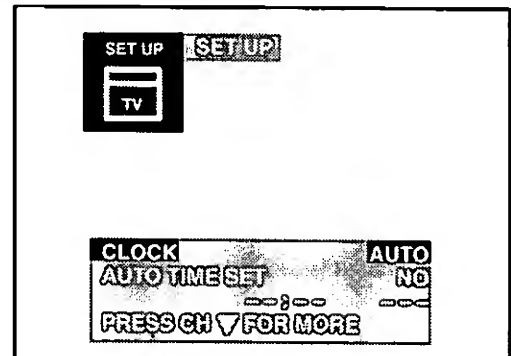 SET UP SET UP
TV
CLOCK AUTO
AUTO TIME SET NO
--:-- ---
PRESS CH ▽ FOR MORE